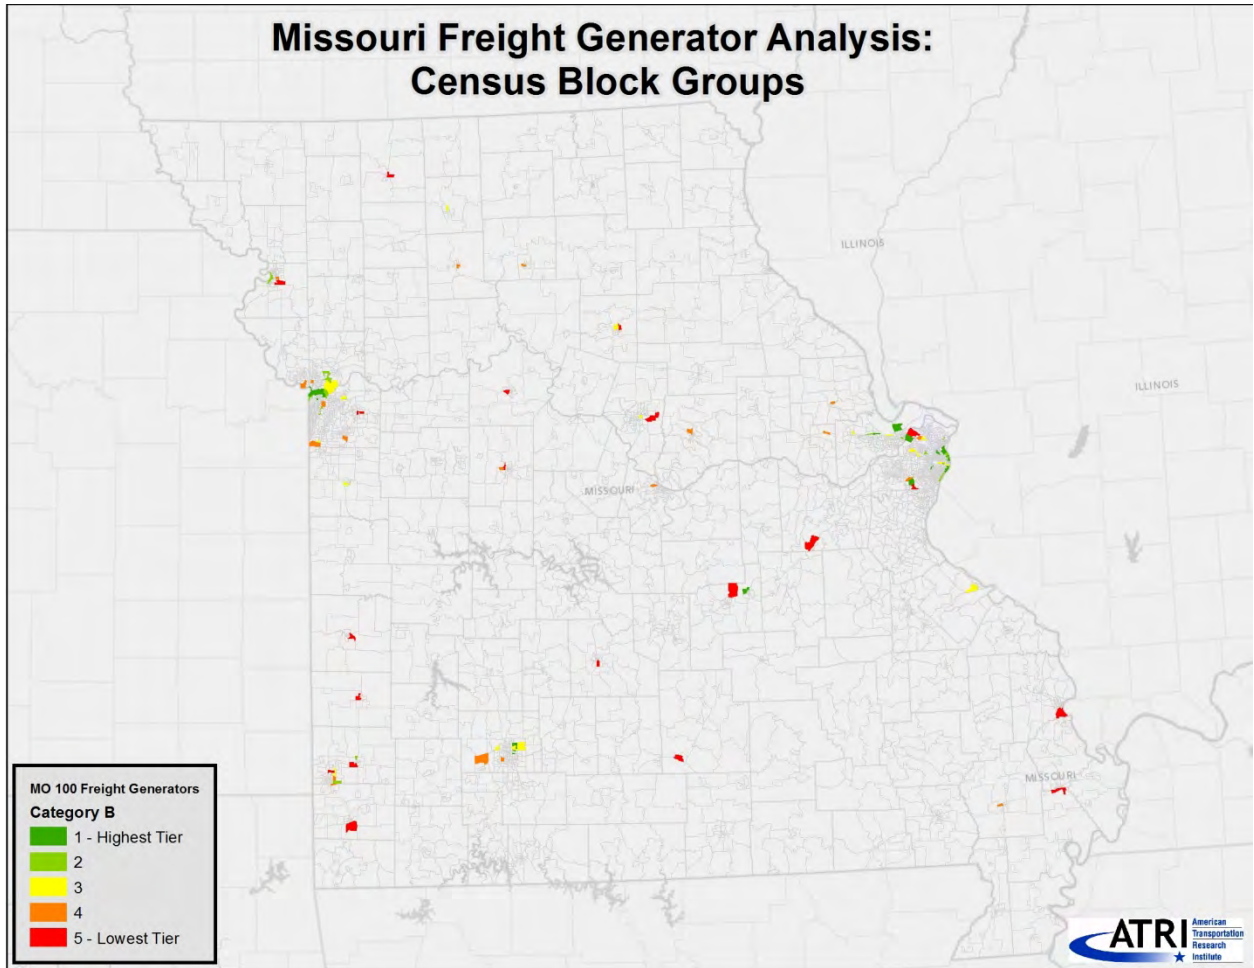 Missouri Freight Generator Analysis:
Census Block Groups
ILLINOIS
ILLINOIS
MISSOURI
MISSOURI
MO 100 Freight Generators
Category B
1 - Highest Tier
2
3
4
5 - Lowest Tier
ATRI
American
Transportation
Research
Institute